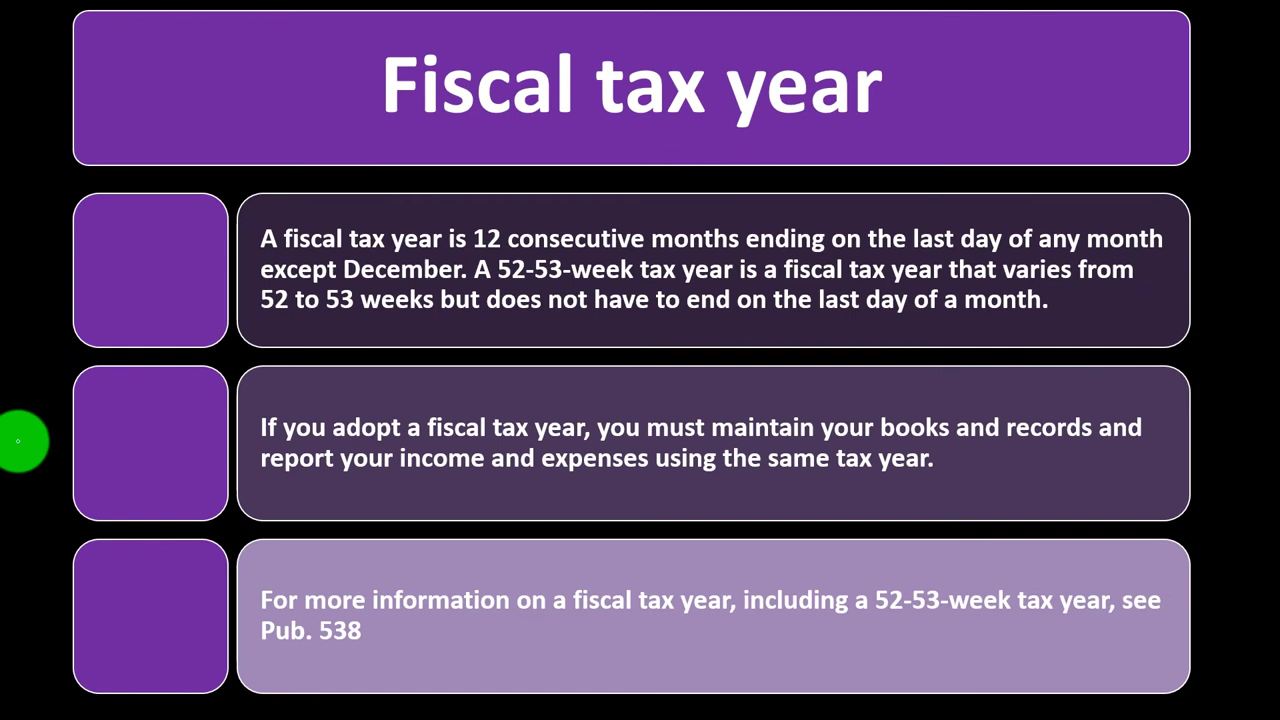 Fiscal tax year
A fiscal tax year is 12 consecutive months ending on the last day of any month
except December. A 52-53-week tax year is a fiscal tax year that varies from
52 to 53 weeks but does not have to end on the last day of a month.
If you adopt a fiscal tax year, you must maintain your books and records and
report your income and expenses using the same tax year.
For more information on a fiscal tax year, including a 52-53-week tax year, see
Pub. 538